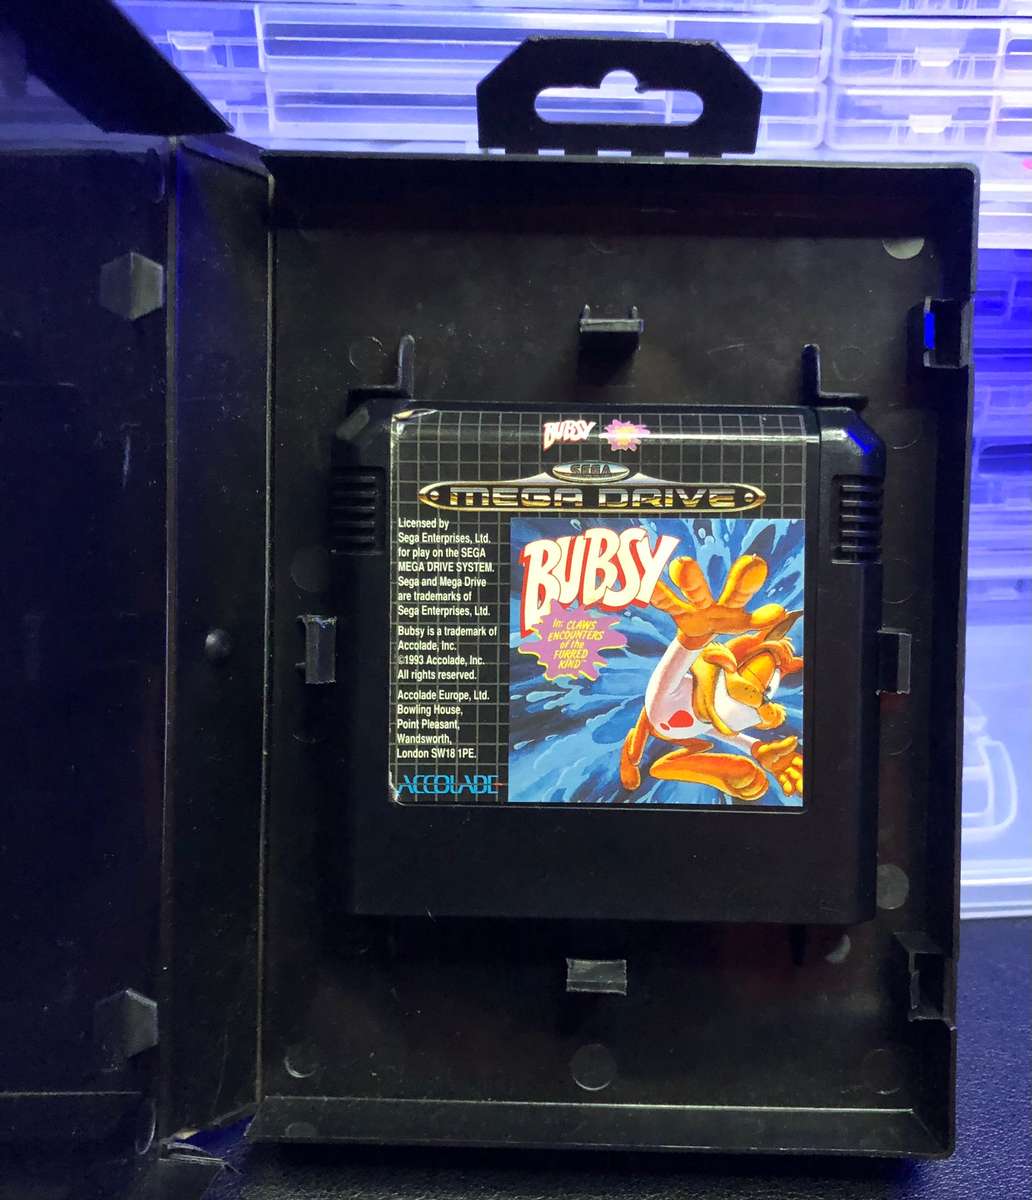 BUBSY
SEGA
MEGA DRIVE
Licensed by
Sega Enterprises, Ltd.
for play on the SEGA
MEGA DRIVE SYSTEM.
Sega and Mega Drive
are trademarks of
Sega Enterprises, Ltd.
Bubsy is a trademark of
Accolade, Inc.
©1993 Accolade, Inc.
All rights reserved.
Accolade Europe, Ltd.
Bowling House,
Point Pleasant,
Wandsworth,
London SW18 1PE.
ACCOLADE
BUBSY
In: CLAWS
ENCOUNTERS
of the
FURRED
KIND™